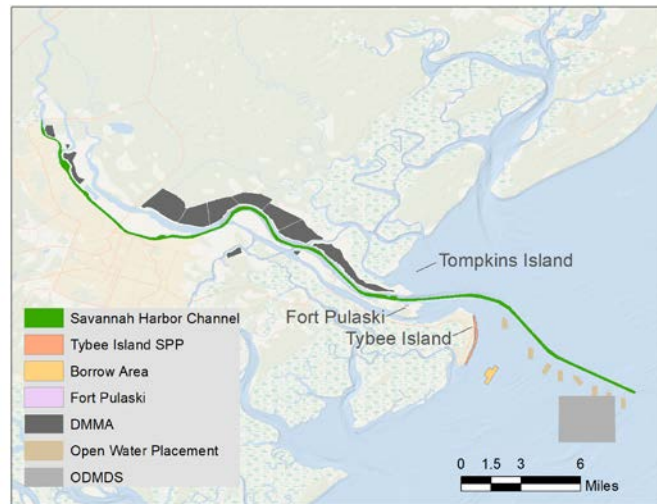 Tompkins Island
Fort Pulaski
Tybee Island
Savannah Harbor Channel
Tybee Island SPP
Borrow Area
Fort Pulaski
DMMA
Open Water Placement
ODMDS
0 1.5 3 6
Miles